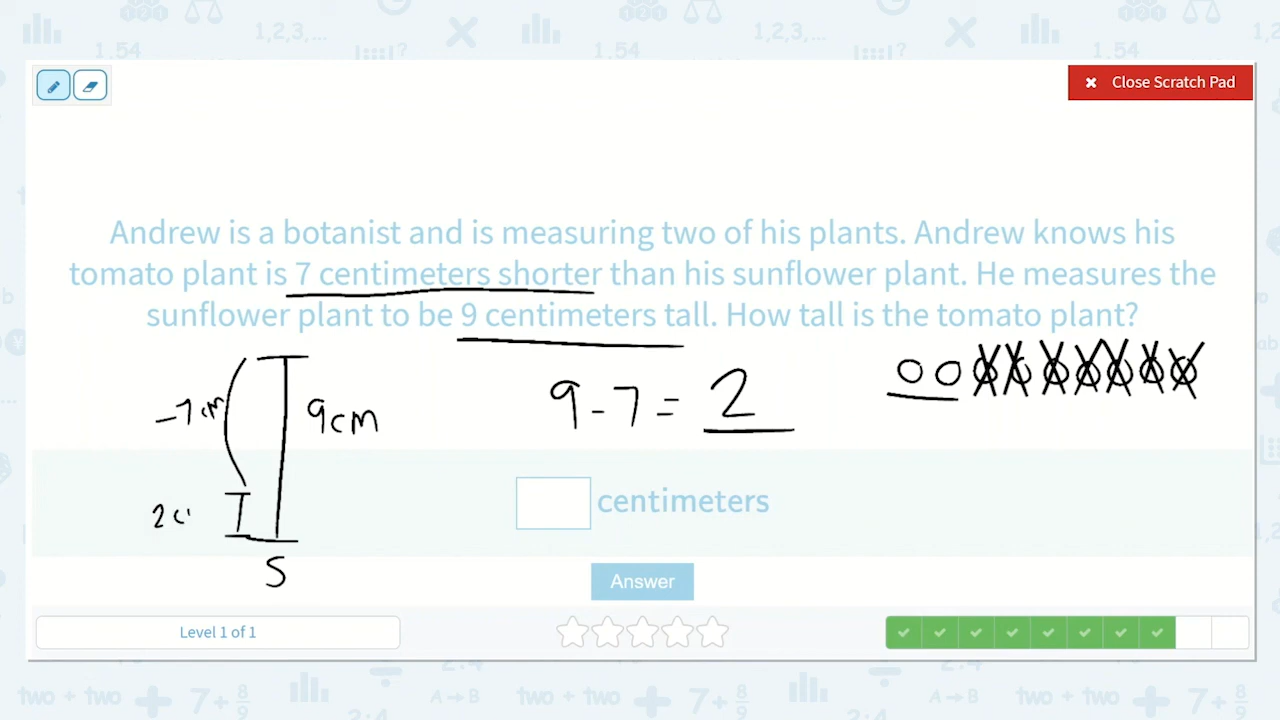 Close Scratch Pad
Andrew is a botanist and is measuring two of his plants. Andrew knows his
tomato plant is 7 centimeters shorter than his sunflower plant. He measures the
sunflower plant to be 9 centimeters tall. How tall is the tomato plant?
-7cm
9cm
9-7=2
2c
S
centimeters
Answer
Level 1 of 1